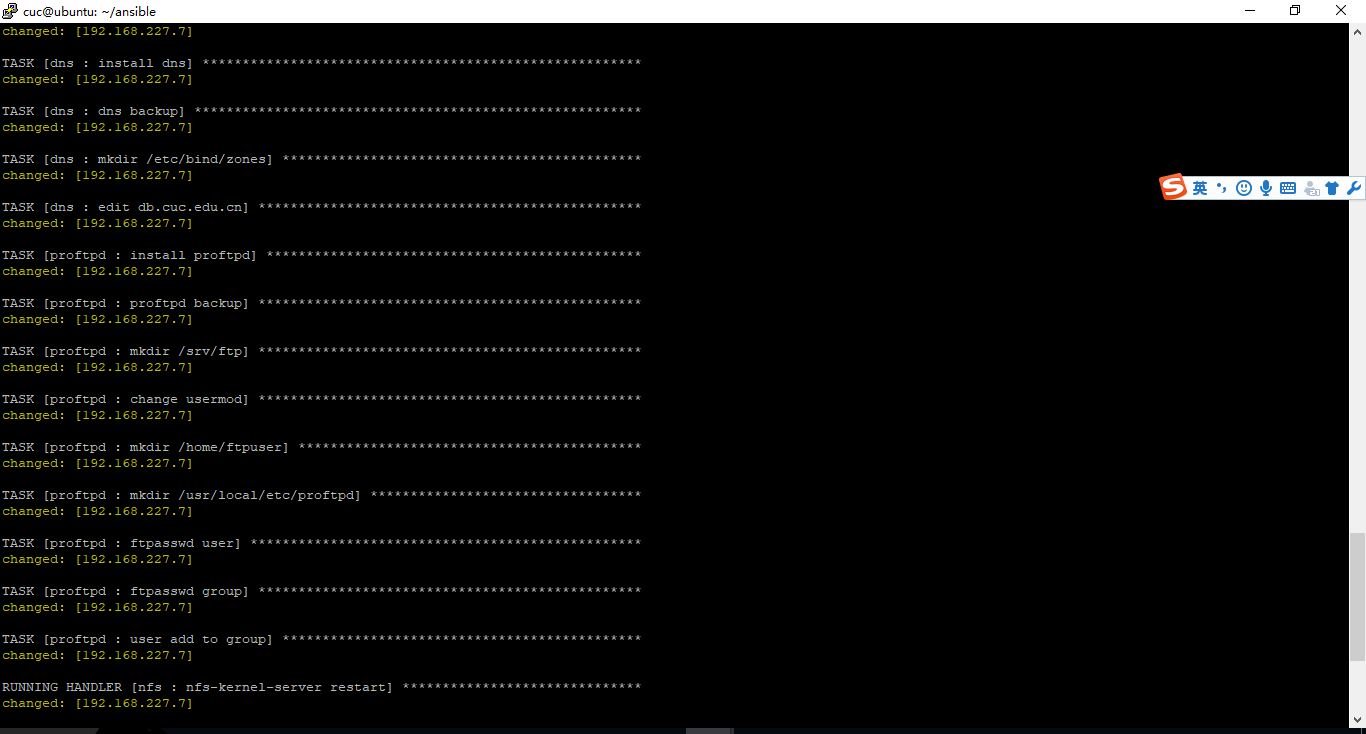 cuc@ubuntu: ~/ansible
changed: [192.168.227.7]
TASK [dns : install dns] *******************************************************
changed: [192.168.227.7]
TASK [dns : dns backup] ********************************************************
changed: [192.168.227.7]
TASK [dns : mkdir /etc/bind/zones] *********************************************
changed: [192.168.227.7]
TASK [dns : edit db.cuc.edu.cn] ************************************************
changed: [192.168.227.7]
TASK [proftpd : install proftpd] ***********************************************
changed: [192.168.227.7]
TASK [proftpd : proftpd backup] ************************************************
changed: [192.168.227.7]
TASK [proftpd : mkdir /srv/ftp] ************************************************
changed: [192.168.227.7]
TASK [proftpd : change usermod] ************************************************
changed: [192.168.227.7]
TASK [proftpd : mkdir /home/ftpuser] *******************************************
changed: [192.168.227.7]
TASK [proftpd : mkdir /usr/local/etc/proftpd] **********************************
changed: [192.168.227.7]
TASK [proftpd : ftpasswd user] *************************************************
changed: [192.168.227.7]
TASK [proftpd : ftpasswd group] ************************************************
changed: [192.168.227.7]
TASK [proftpd : user add to group] *********************************************
changed: [192.168.227.7]
RUNNING HANDLER [nfs : nfs-kernel-server restart] ******************************
changed: [192.168.227.7]
S 英